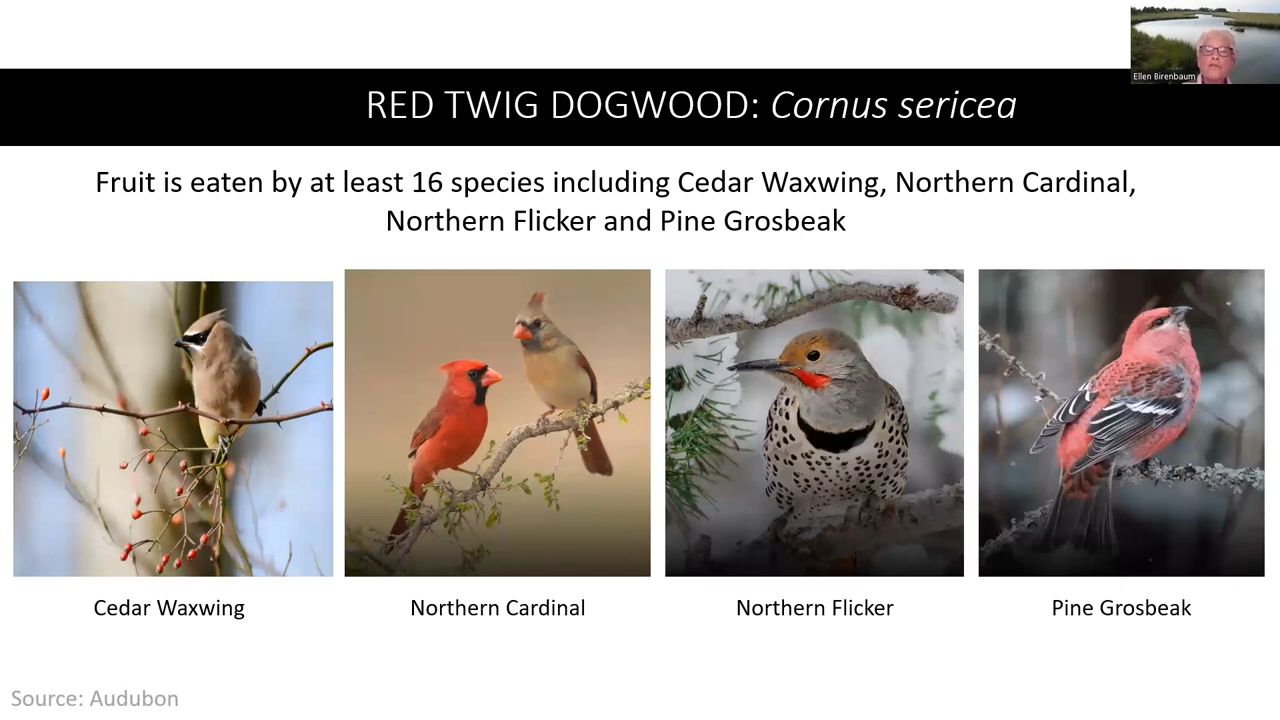 Ellen Birenbaum
RED TWIG DOGWOOD: Cornus sericea
Fruit is eaten by at least 16 species including Cedar Waxwing, Northern Cardinal,
Northern Flicker and Pine Grosbeak
Cedar Waxwing
Northern Cardinal
Northern Flicker
Pine Grosbeak
Source: Audubon